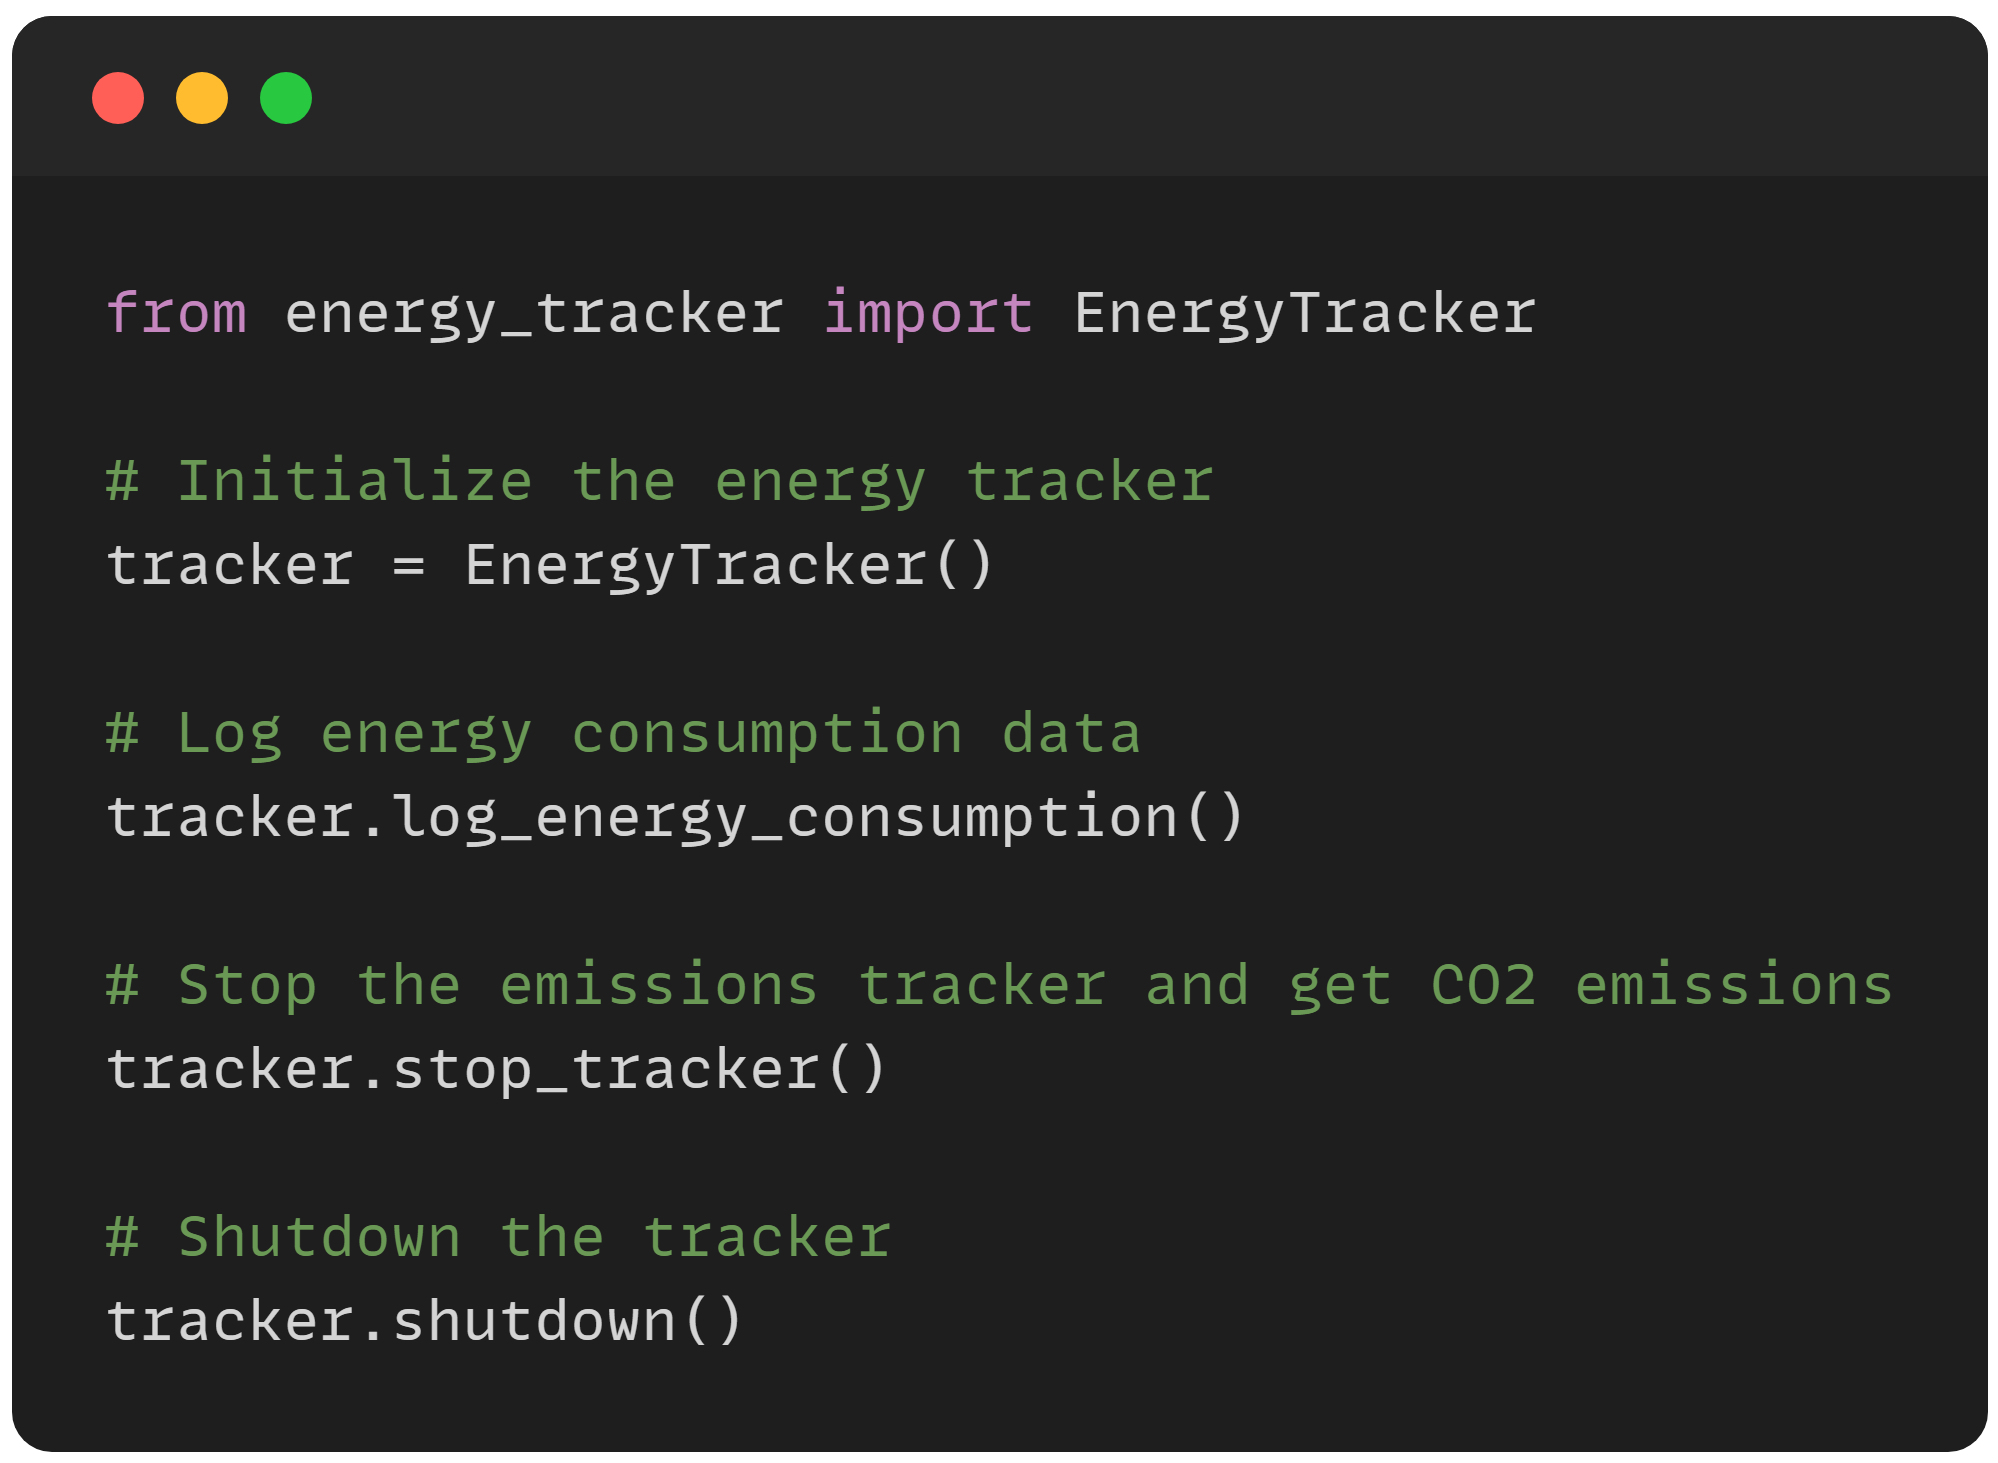 from energy_tracker import EnergyTracker
# Initialize the energy tracker
tracker = EnergyTracker()
# Log energy consumption data
tracker.log_energy_consumption()
# Stop the emissions tracker and get CO2 emissions
tracker.stop_tracker()
# Shutdown the tracker
tracker.shutdown()